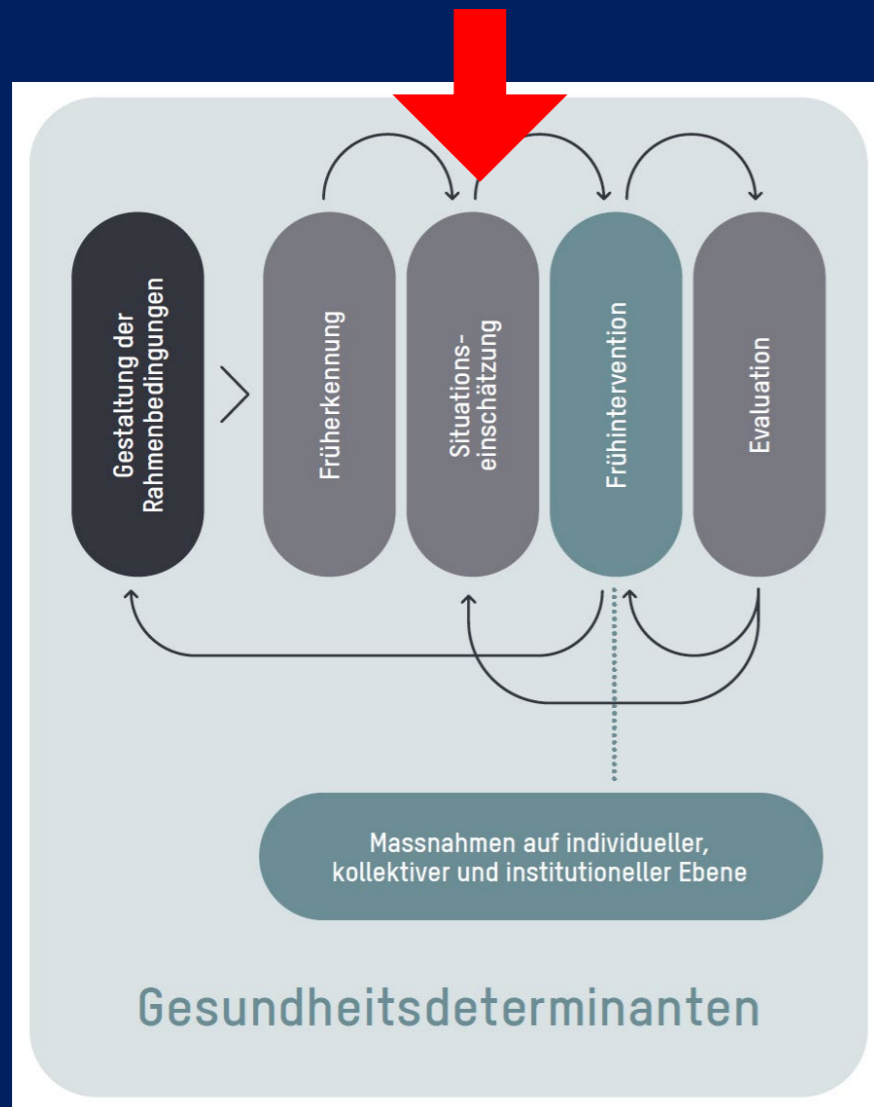 Gestaltung der
Rahmenbedingungen
Früherkennung
Situations-
einschätzung
Frühintervention
Evaluation
Massnahmen auf individueller,
kollektiver und institutioneller Ebene
Gesundheitsdeterminanten